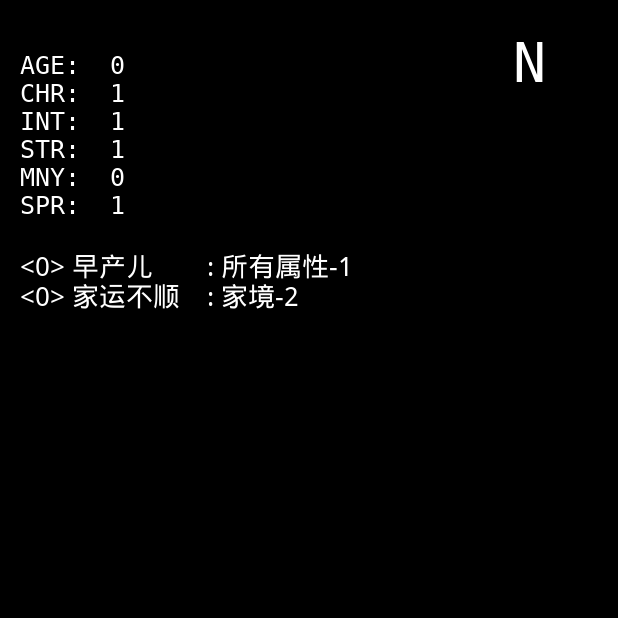 N
AGE: 0
CHR: 1
INT: 1
STR: 1
MNY: 0
SPR: 1
<0> 早产儿 : 所有属性-1
<0> 家运不顺 : 家境-2